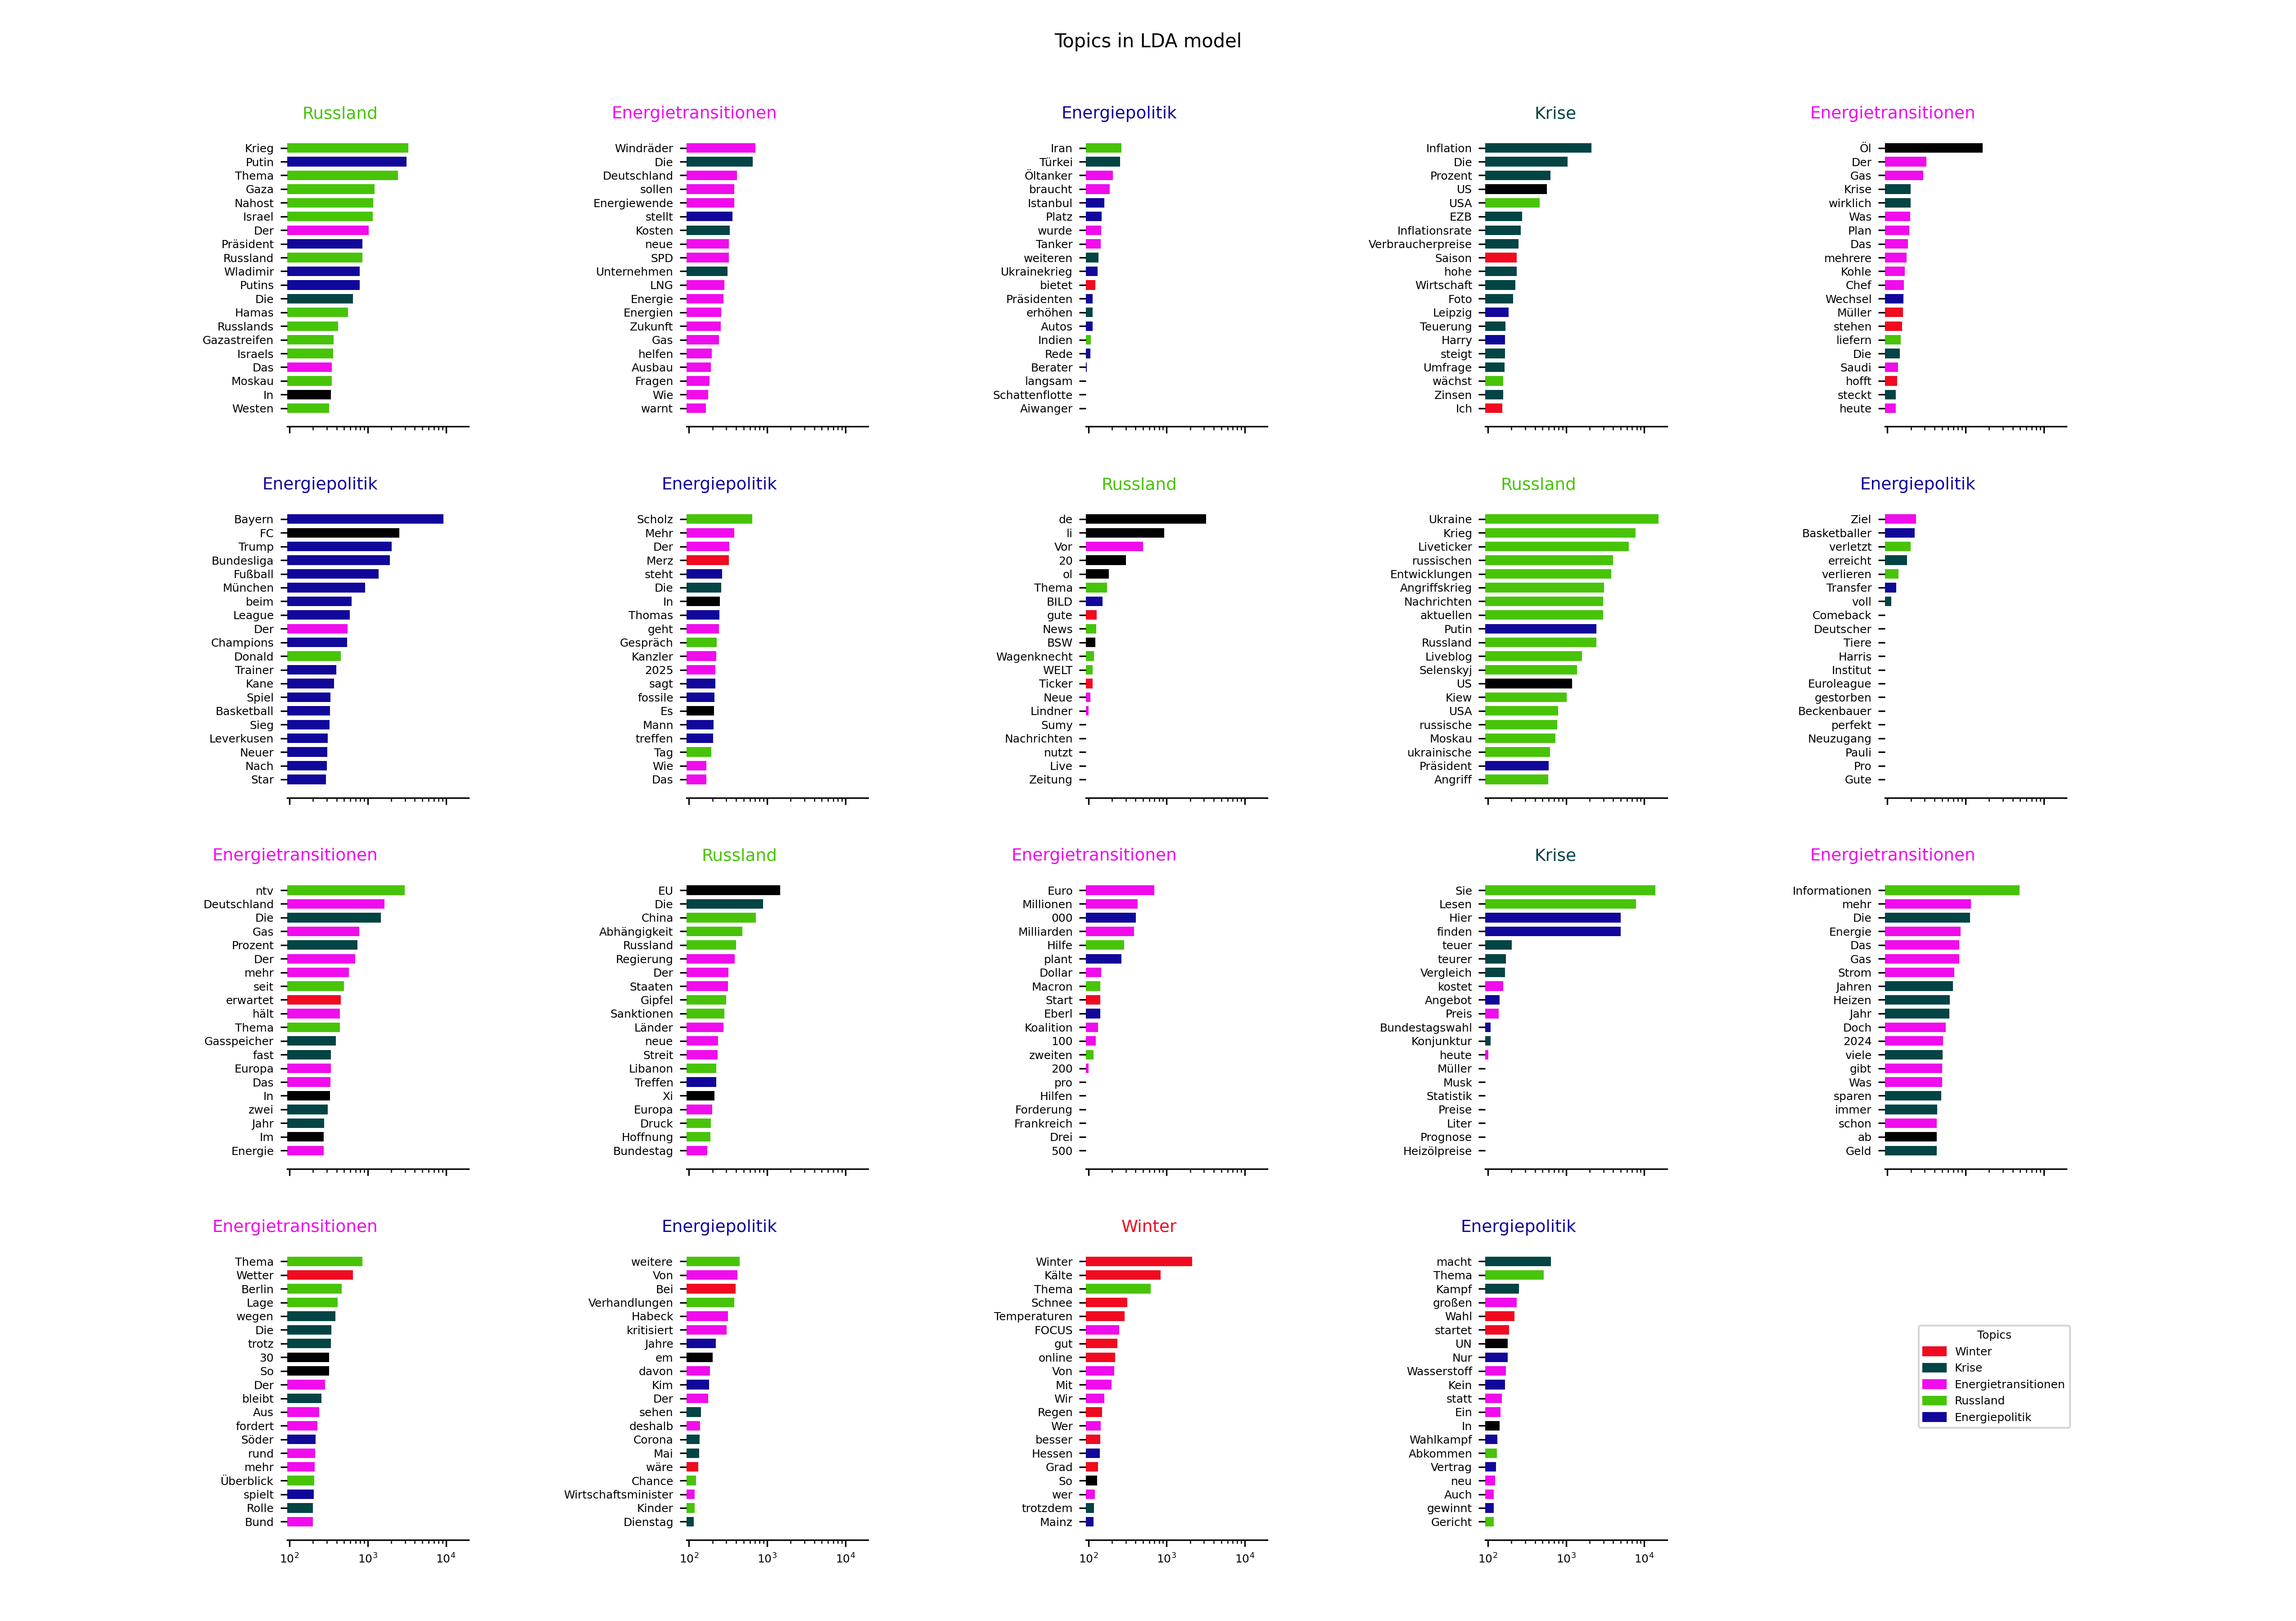 Topics in LDA model
Russland
Krieg
Putin
Thema
Gaza
Nahost
Israel
Der
Präsident
Russland
Wladimir
Putins
Die
Hamas
Russlands
Gazastreifen
Israels
Das
Moskau
In
Westen
Energietransitionen
Windräder
Die
Deutschland
sollen
Energiewende
stellt
Kosten
neue
SPD
Unternehmen
LNG
Energie
Energien
Zukunft
Gas
helfen
Ausbau
Fragen
Wie
warnt
Energiepolitik
Iran
Türkei
Öltanker
braucht
Istanbul
Platz
wurde
Tanker
weiteren
Ukrainekrieg
bietet
Präsidenten
erhöhen
Autos
Indien
Rede
Berater
langsam
Schattenflotte
Aiwanger
Krise
Inflation
Die
Prozent
US
USA
EZB
Inflationsrate
Verbraucherpreise
Saison
hohe
Wirtschaft
Foto
Leipzig
Teuerung
Harry
steigt
Umfrage
wächst
Zinsen
Ich
Energietransitionen
Öl
Der
Gas
Krise
wirklich
Was
Plan
Das
mehrere
Kohle
Chef
Wechsel
Müller
stehen
liefern
Die
Saudi
hofft
steckt
heute
Energiepolitik
Bayern
FC
Trump
Bundesliga
Fußball
München
beim
League
Der
Champions
Donald
Trainer
Kane
Spiel
Basketball
Sieg
Leverkusen
Neuer
Nach
Star
Energiepolitik
Scholz
Mehr
Der
Merz
steht
Die
In
Thomas
geht
Gespräch
Kanzler
2025
sagt
fossile
Es
Mann
treffen
Tag
Wie
Das
Russland
de
li
Vor
20
ol
Thema
BILD
gute
News
BSW
Wagenknecht
WELT
Ticker
Neue
Lindner
Sumy
Nachrichten
nutzt
Live
Zeitung
Russland
Ukraine
Krieg
Liveticker
russischen
Entwicklungen
Angriffskrieg
Nachrichten
aktuellen
Putin
Russland
Liveblog
Selenskyj
US
Kiew
USA
russische
Moskau
ukrainische
Präsident
Angriff
Energiepolitik
Ziel
Basketballer
verletzt
erreicht
verlieren
Transfer
voll
Comeback
Deutscher
Tiere
Harris
Institut
Euroleague
gestorben
Beckenbauer
perfekt
Neuzugang
Pauli
Pro
Gute
Energietransitionen
ntv
Deutschland
Die
Gas
Prozent
Der
mehr
seit
erwartet
hält
Thema
Gasspeicher
fast
Europa
Das
In
zwei
Jahr
Im
Energie
Russland
EU
Die
China
Abhängigkeit
Russland
Regierung
Der
Staaten
Gipfel
Sanktionen
Länder
neue
Streit
Libanon
Treffen
Xi
Europa
Druck
Hoffnung
Bundestag
Energietransitionen
Euro
Millionen
000
Milliarden
Hilfe
plant
Dollar
Macron
Start
Eberl
Koalition
100
zweiten
200
pro
Hilfen
Forderung
Frankreich
Drei
500
Krise
Sie
Lesen
Hier
finden
teuer
teurer
Vergleich
kostet
Angebot
Preis
Bundestagswahl
Konjunktur
heute
Müller
Musk
Statistik
Preise
Liter
Prognose
Heizölpreise
Energietransitionen
Informationen
mehr
Die
Energie
Das
Gas
Strom
Jahren
Heizen
Jahr
Doch
2024
viele
gibt
Was
sparen
immer
schon
ab
Geld
Energietransitionen
Thema
Wetter
Berlin
Lage
wegen
Die
trotz
30
So
Der
bleibt
Aus
fordert
Söder
rund
mehr
Überblick
spielt
Rolle
Bund
10² 10³ 10⁴
Energiepolitik
weitere
Von
Bei
Verhandlungen
Habeck
kritisiert
Jahre
em
davon
Kim
Der
sehen
deshalb
Corona
Mai
wäre
Chance
Wirtschaftsminister
Kinder
Dienstag
10² 10³ 10⁴
Winter
Winter
Kälte
Thema
Schnee
Temperaturen
FOCUS
gut
online
Von
Mit
Wir
Regen
Wer
besser
Hessen
Grad
So
wer
trotzdem
Mainz
10² 10³ 10⁴
Energiepolitik
macht
Thema
Kampf
großen
Wahl
startet
UN
Nur
Wasserstoff
Kein
statt
Ein
In
Wahlkampf
Abkommen
Vertrag
neu
Auch
gewinnt
Gericht
10² 10³ 10⁴
Topics
Winter
Krise
Energietransitionen
Russland
Energiepolitik